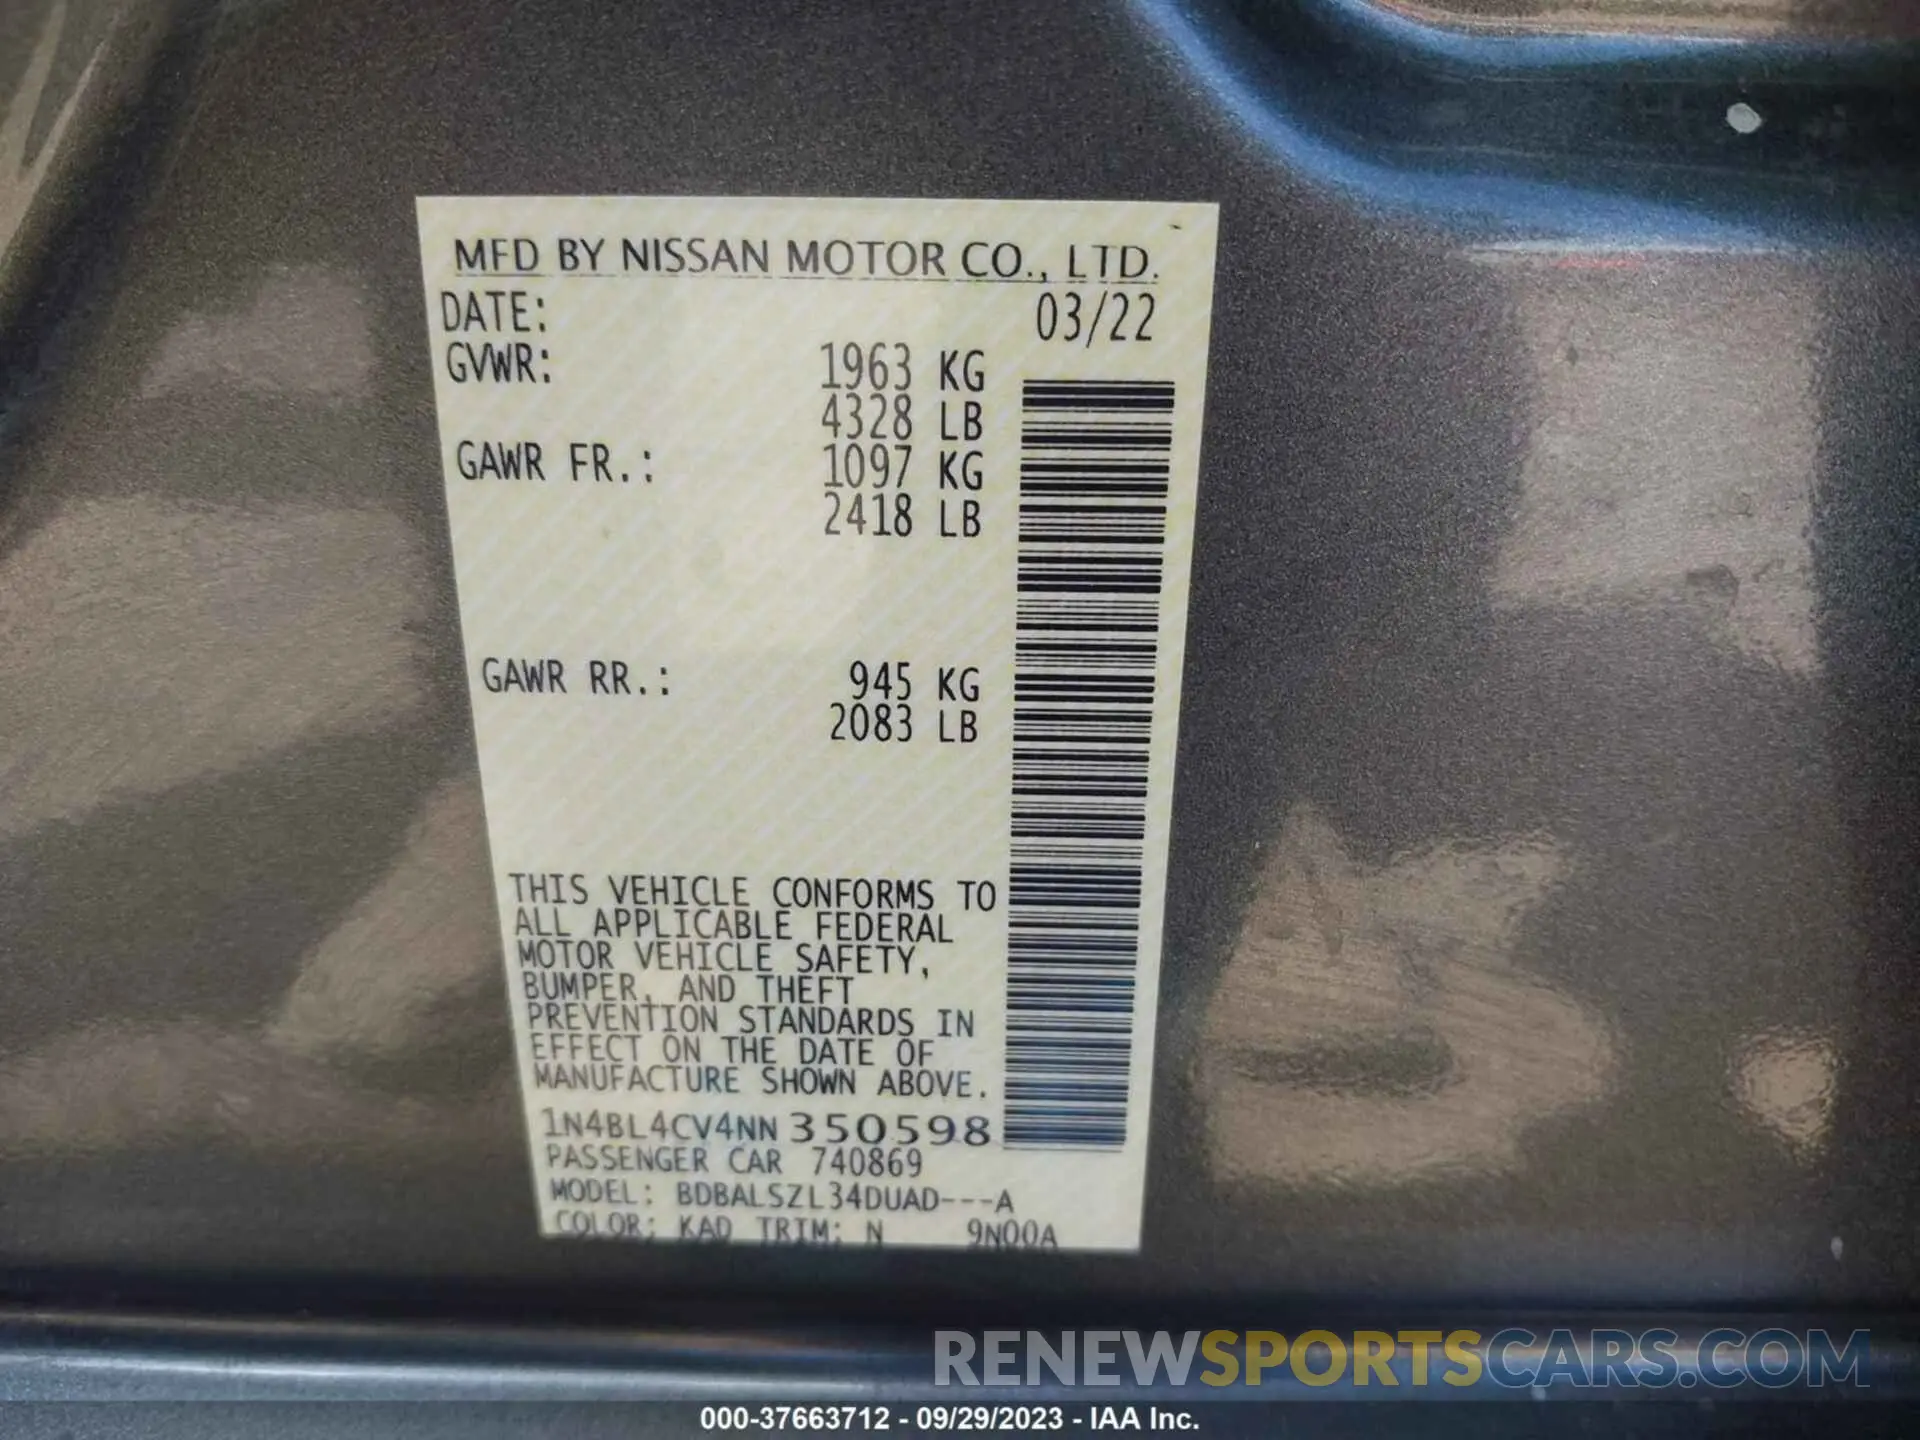 MFD BY NISSAN MOTOR CO., LTD.
DATE: 03/22
GVWR: 1963 KG
4328 LB
GAWR FR.: 1097 KG
2418 LB
GAWR RR.: 945 KG
2083 LB
THIS VEHICLE CONFORMS TO
ALL APPLICABLE FEDERAL
MOTOR VEHICLE SAFETY,
BUMPER, AND THEFT
PREVENTION STANDARDS IN
EFFECT ON THE DATE OF
MANUFACTURE SHOWN ABOVE.
1N4BL4CV4NN350598
PASSENGER CAR 740869
MODEL: BDBALSZL34DUAD---A
COLOR: KAD TRIM: N 9N00A
RENEWSPORTSCARS.COM
000-37663712 - 09/29/2023 - IAA Inc.